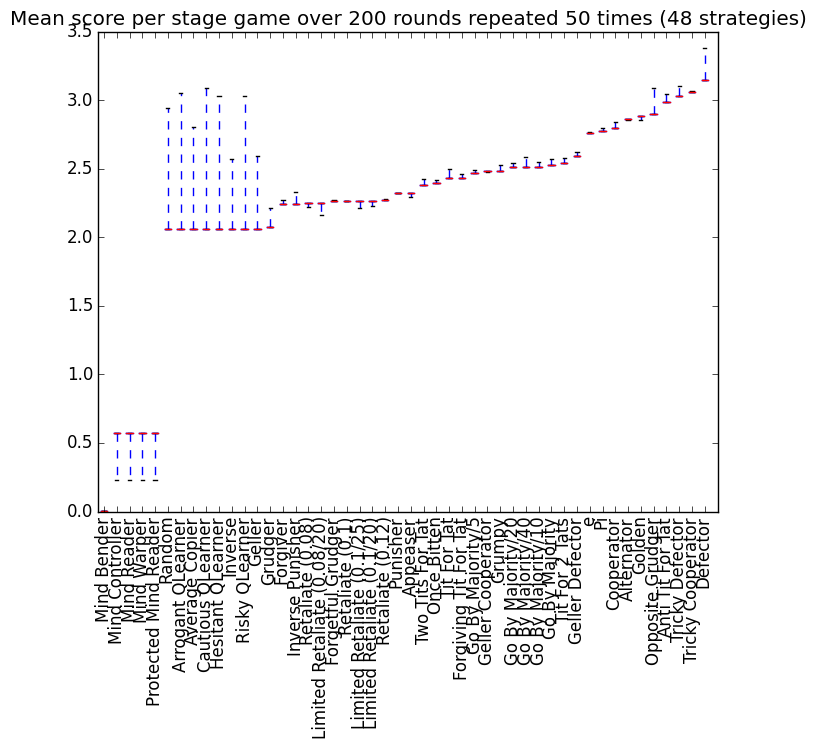 Mean score per stage game over 200 rounds repeated 50 times (48 strategies)
3.5
3.0
2.5
2.0
1.5
1.0
0.5
0.0
Mind Bender
Mind Controller
Mind Reader
Mind Warper
Protected Mind Reader
Random
Arrogant QLearner
Average Copier
Cautious QLearner
Hesitant QLearner
Inverse
Risky QLearner
Geller
Grudger
Forgiver
Inverse Punisher
Retaliate (0.08)
Limited Retaliate (0.08/20)
Forgetful Grudger
Retaliate (0.1)
Limited Retaliate (0.1/25)
Limited Retaliate (0.1/20)
Retaliate (0.12)
Punisher
Appeaser
Two Tits For Tat
Once Bitten
Tit For Tat
Forgiving Tit For Tat
Go By Majority/5
Geller Cooperator
Grumpy
Go By Majority/20
Go By Majority/40
Go By Majority/10
Go By Majority
Tit For 2 Tats
Geller Defector
e
Pi
Cooperator
Alternator
Golden
Opposite Grudger
Anti Tit For Tat
Tricky Defector
Tricky Cooperator
Defector